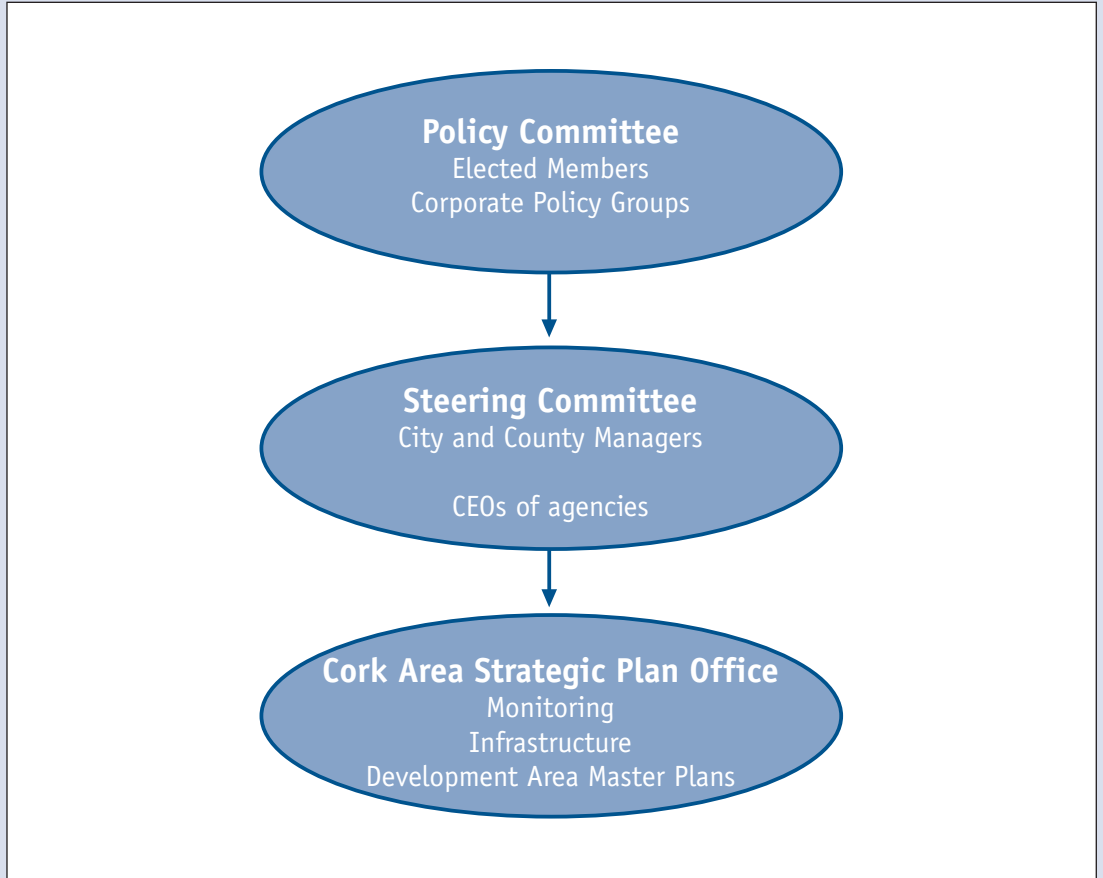 Policy Committee
Elected Members
Corporate Policy Groups
Steering Committee
City and County Managers
CEOs of agencies
Cork Area Strategic Plan Office
Monitoring
Infrastructure
Development Area Master Plans